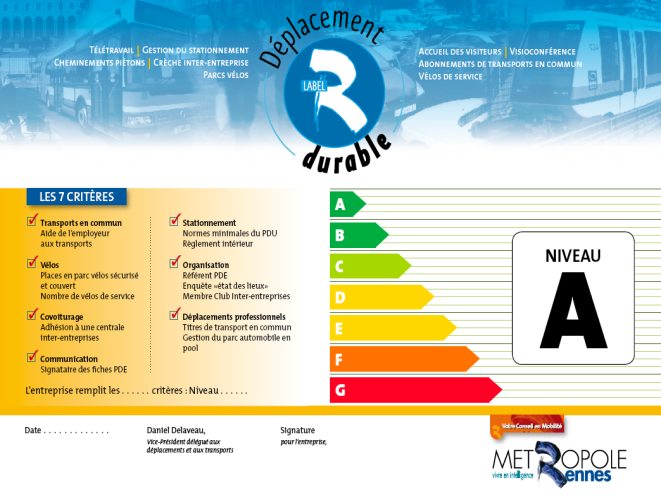 Déplacement
LABEL R
durable
TÉLÉTRAVAIL | GESTION DU STATIONNEMENT
CHEMINEMENTS PIÉTONS | CRÈCHE INTER-ENTREPRISE
PARCS VÉLOS
ACCUEIL DES VISITEURS | VISIOCONFÉRENCE
ABONNEMENTS DE TRANSPORTS EN COMMUN
VÉLOS DE SERVICE
LES 7 CRITÈRES
Transports en commun
Aide de l'employeur
aux transports
Vélos
Places en parc vélos sécurisé
et couvert
Nombre de vélos de service
Covoiturage
Adhésion à une centrale
inter-entreprises
Communication
Signataire des fiches PDE
Stationnement
Normes minimales du PDU
Règlement intérieur
Organisation
Référent PDE
Enquête «état des lieux»
Membre Club Inter-entreprises
Déplacements professionnels
Titres de transport en commun
Gestion du parc automobile en
pool
L'entreprise remplit les . . . . . . critères : Niveau . . . . . .
A
B
C
D
E
F
G
NIVEAU
A
Date . . . . . . . . . . . . .
Daniel Delaveau,
Vice-Président délégué aux
déplacements et aux transports
Signature
pour l'entreprise,
Votre Conseil en Mobilité
METROPOLE
vivre en intelligence
Rennes